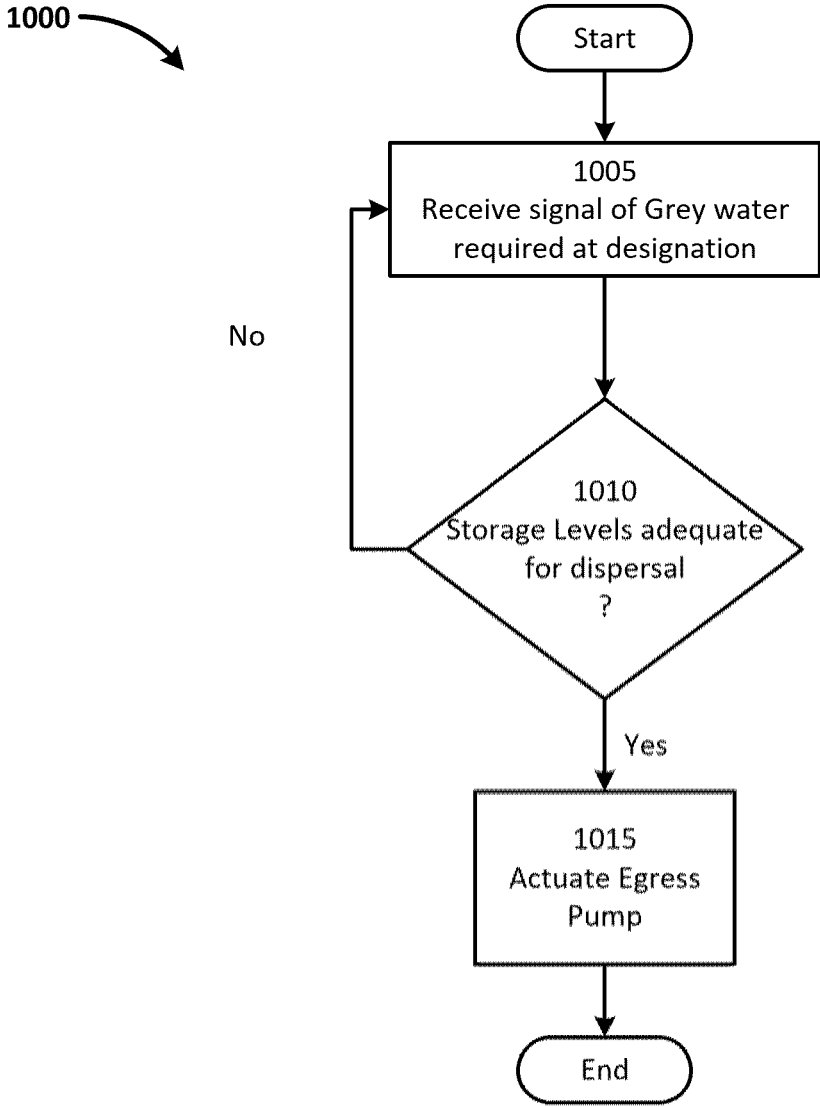 1000
Start
1005
Receive signal of Grey water
required at designation
No
1010
Storage Levels adequate
for dispersal
?
Yes
1015
Actuate Egress
Pump
End